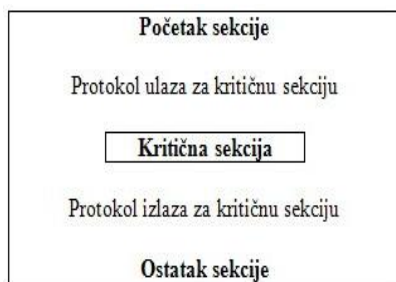 Početak sekcije
Protokol ulaza za kritičnu sekciju
Kritična sekcija
Protokol izlaza za kritičnu sekciju
Ostatak sekcije